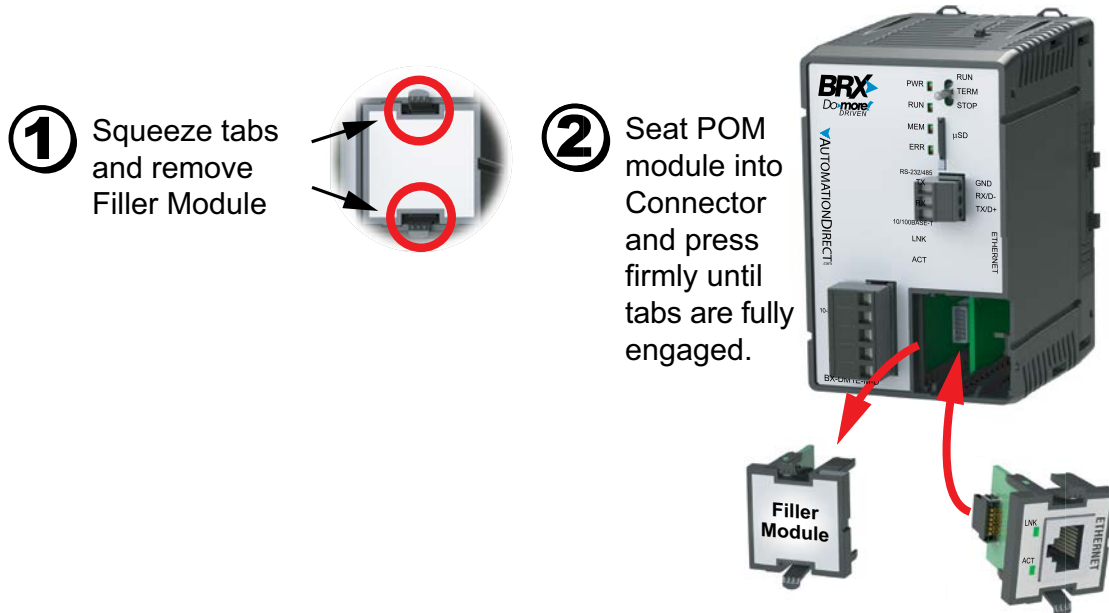 1
Squeeze tabs
and remove
Filler Module
2
Seat POM
module into
Connector
and press
firmly until
tabs are fully
engaged.
BRX
Do-more!
DRIVEN
AUTOMATIONDIRECT
PWR
RUN
MEM
ERR
RUN
TERM
STOP
µSD
RS-232/485
TX
RX
GND
RX/D-
TX/D+
10/100BASE-T
LNK
ACT
ETHERNET
10-
Filler
Module
LNK
ACT
ETHERNET